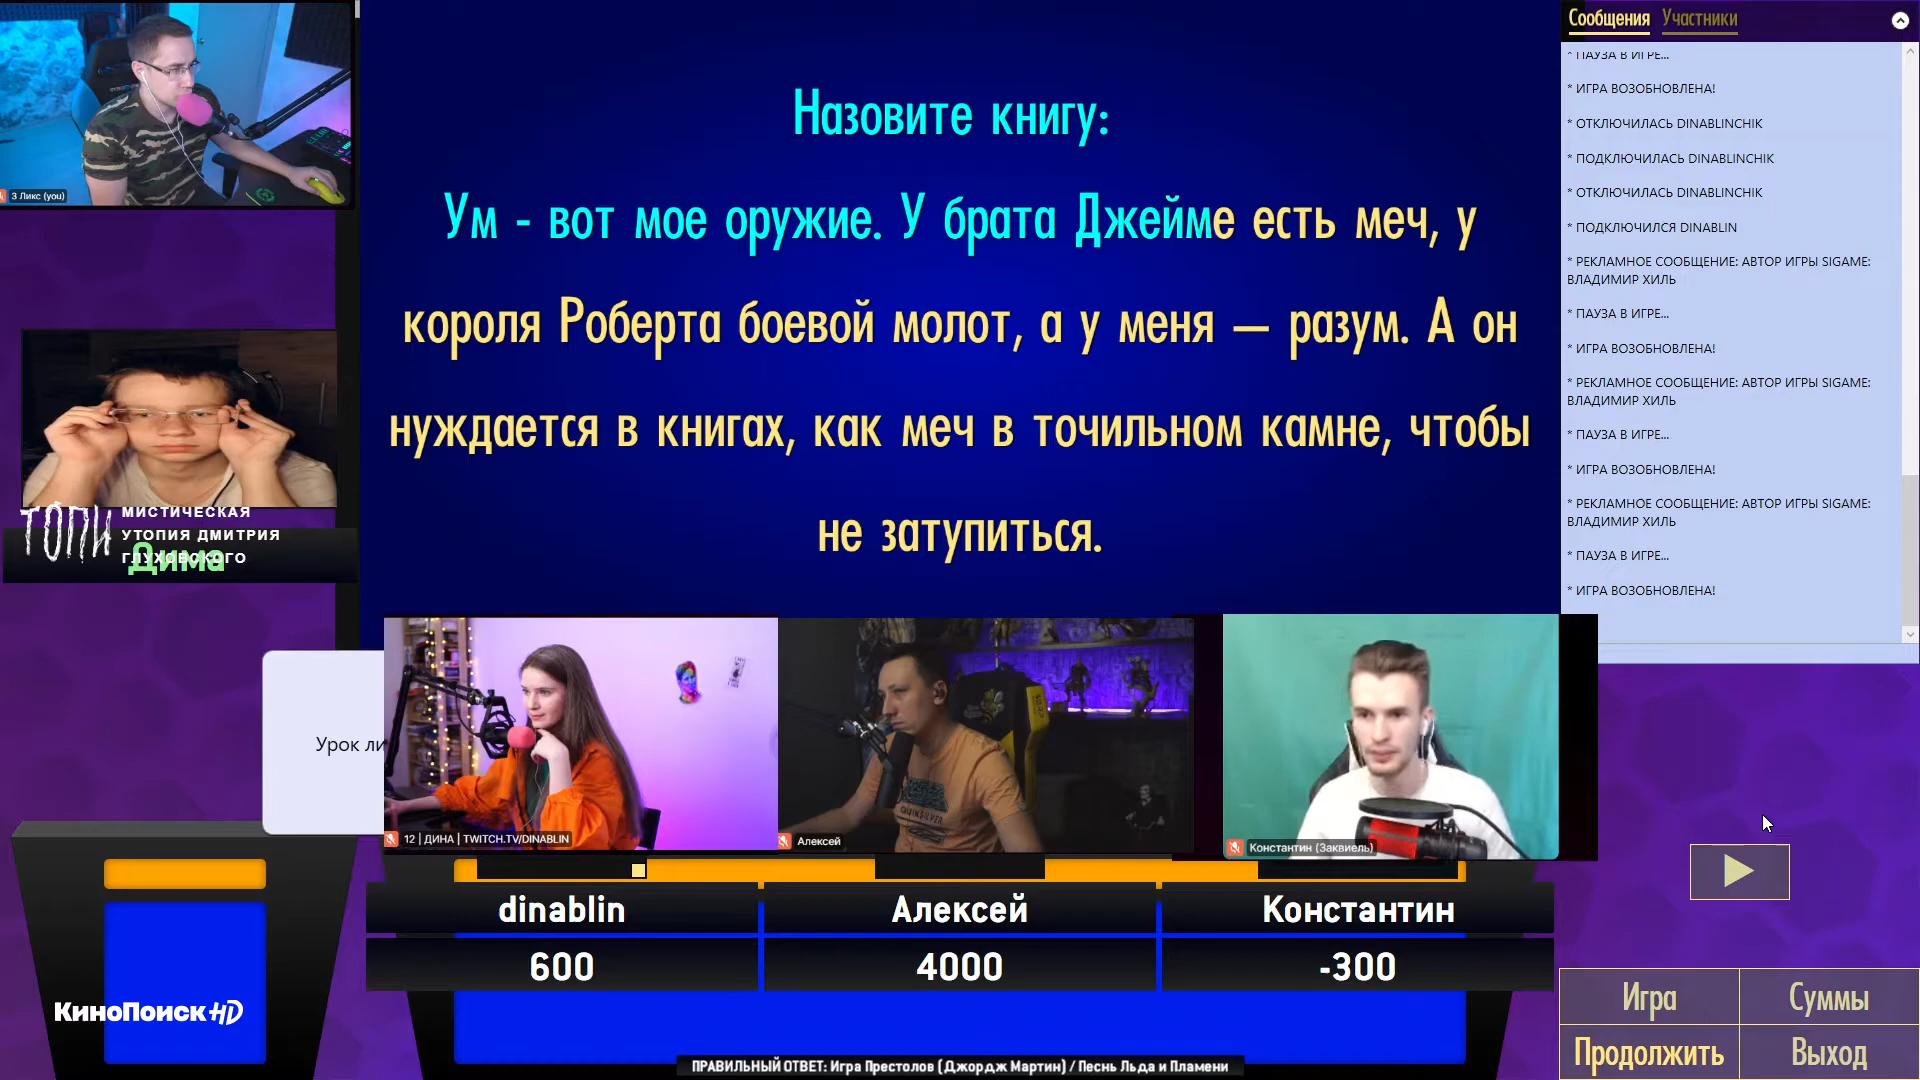 Сообщения Участники
* ПАУЗА В ИГРЕ...
* ИГРА ВОЗОБНОВЛЕНА!
* ОТКЛЮЧИЛАСЬ DINABLINCHIK
* ПОДКЛЮЧИЛАСЬ DINABLINCHIK
* ОТКЛЮЧИЛАСЬ DINABLINCHIK
* ПОДКЛЮЧИЛСЯ DINABLIN
* РЕКЛАМНОЕ СООБЩЕНИЕ: АВТОР ИГРЫ SIGAME:
ВЛАДИМИР ХИЛЬ
* ПАУЗА В ИГРЕ...
* ИГРА ВОЗОБНОВЛЕНА!
* РЕКЛАМНОЕ СООБЩЕНИЕ: АВТОР ИГРЫ SIGAME:
ВЛАДИМИР ХИЛЬ
* ПАУЗА В ИГРЕ...
* ИГРА ВОЗОБНОВЛЕНА!
* РЕКЛАМНОЕ СООБЩЕНИЕ: АВТОР ИГРЫ SIGAME:
ВЛАДИМИР ХИЛЬ
* ПАУЗА В ИГРЕ...
* ИГРА ВОЗОБНОВЛЕНА!
Назовите книгу:
Ум - вот мое оружие. У брата Джейме есть меч, у
короля Роберта боевой молот, а у меня — разум. А он
нуждается в книгах, как меч в точильном камне, чтобы
не затупиться.
3 Ликс (you)
ТОПИ
МИСТИЧЕСКАЯ
УТОПИЯ ДМИТРИЯ
ГЛУХОВСКОГО
Дима
Урок ли
12 | ДИНА | TWITCH.TV/DINABLIN
Алексей
Константин (Заквиель)
dinablin
600
Алексей
4000
Константин
-300
КиноПоиск HD
Игра Суммы
Продолжить Выход
ПРАВИЛЬНЫЙ ОТВЕТ: Игра Престолов (Джордж Мартин) / Песнь Льда и Пламени